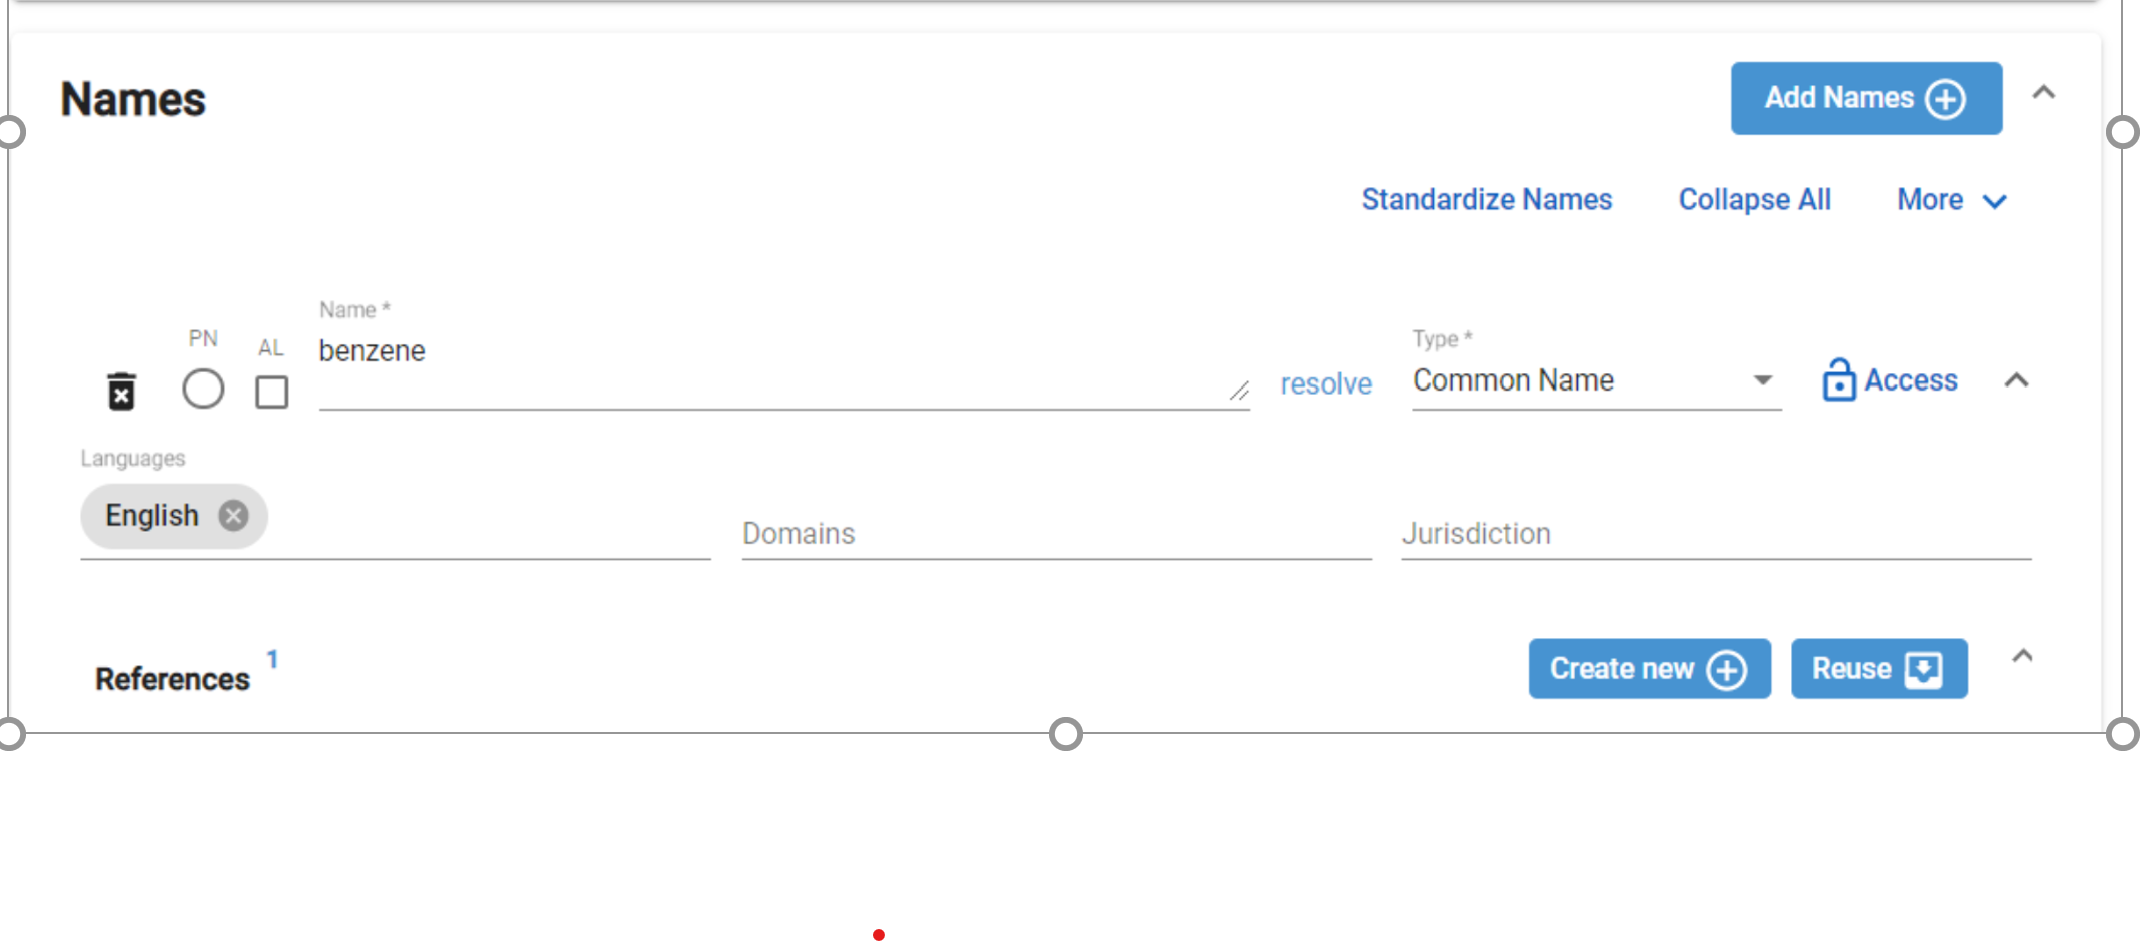 Names
Add Names
Standardize Names Collapse All More
PN AL Name *
benzene
resolve
Type *
Common Name
Access
Languages
English
Domains
Jurisdiction
References 1
Create new
Reuse